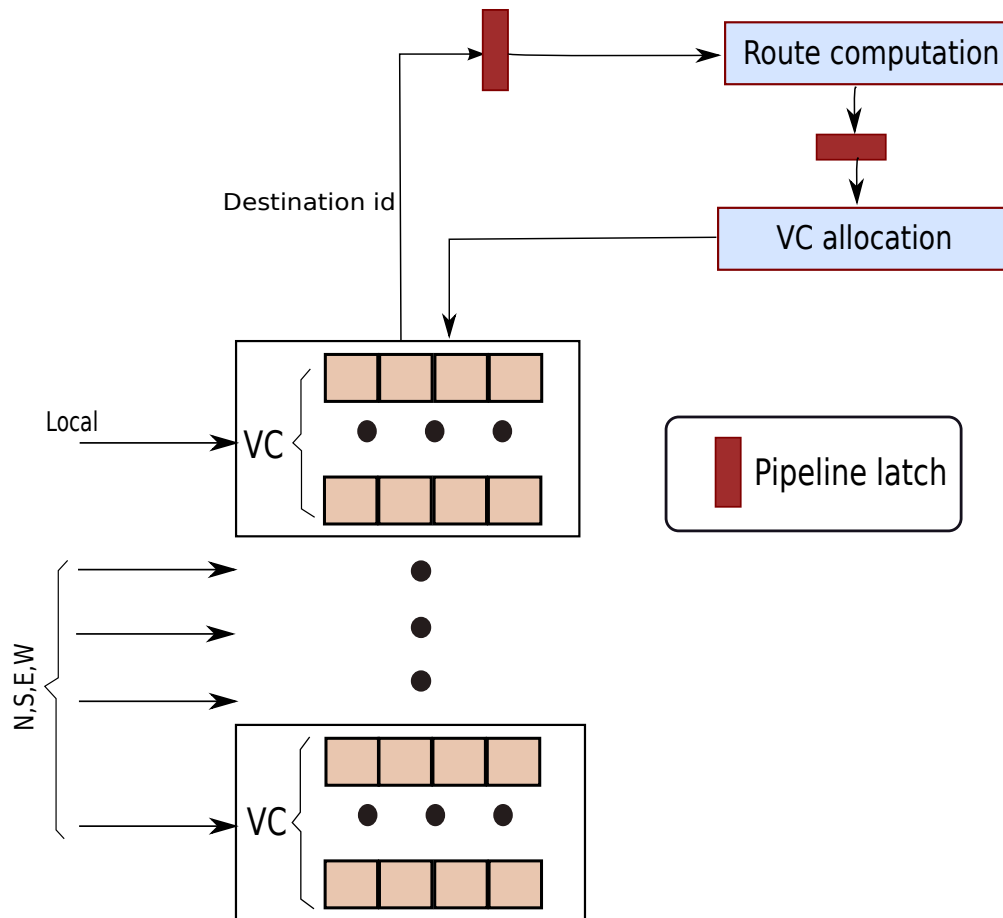 Route computation
Destination id
VC allocation
Local
VC
Pipeline latch
N,S,E,W
VC